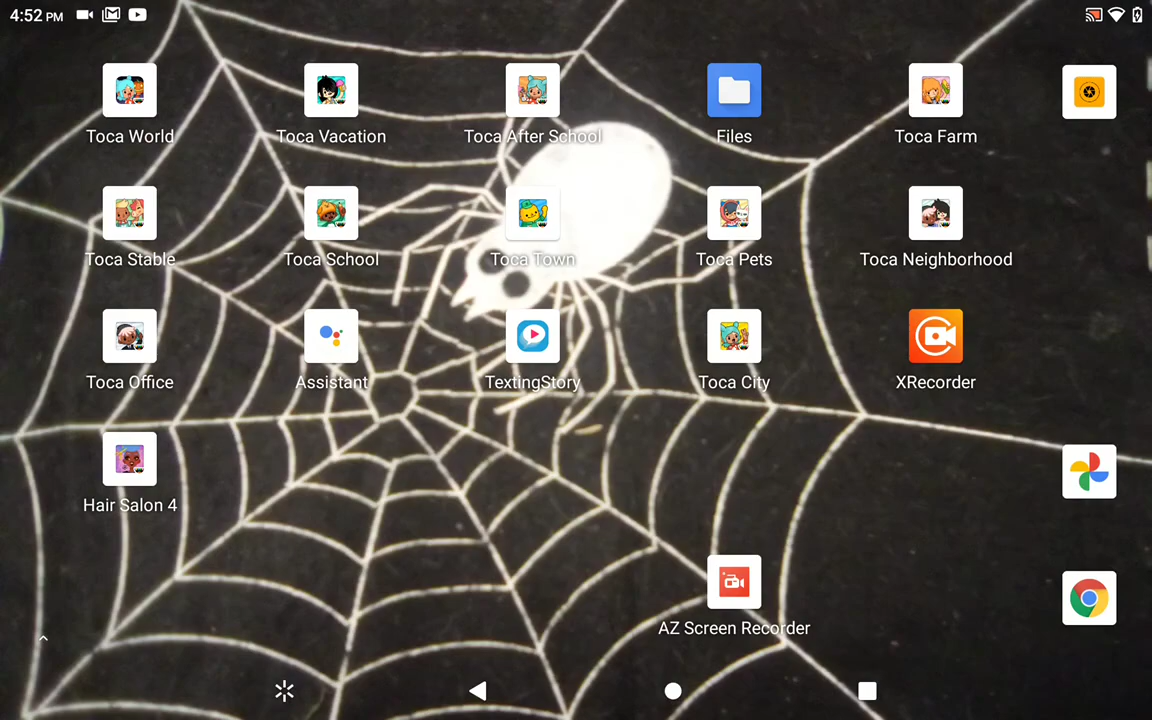 4:52 PM
Toca World
Toca Vacation
Toca After School
Files
Toca Farm
Toca Stable
Toca School
Toca Town
Toca Pets
Toca Neighborhood
Toca Office
Assistant
TextingStory
Toca City
XRecorder
Hair Salon 4
AZ Screen Recorder